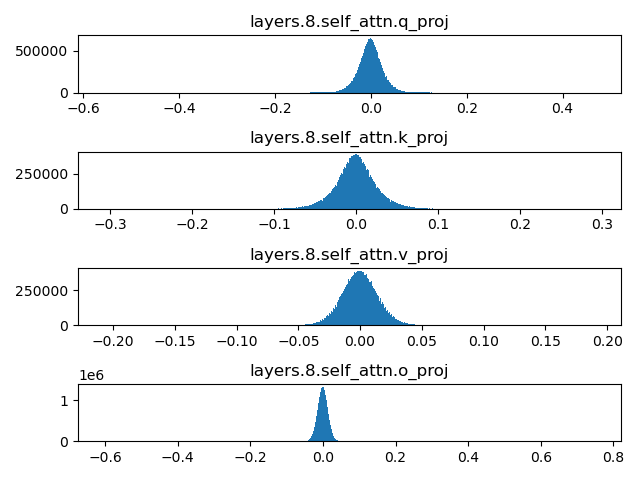 layers.8.self_attn.q_proj
500000
0
−0.6 −0.4 −0.2 0.0 0.2 0.4
layers.8.self_attn.k_proj
250000
0
−0.3 −0.2 −0.1 0.0 0.1 0.2 0.3
layers.8.self_attn.v_proj
250000
0
−0.20 −0.15 −0.10 −0.05 0.00 0.05 0.10 0.15 0.20
layers.8.self_attn.o_proj
1e6
1
0
−0.6 −0.4 −0.2 0.0 0.2 0.4 0.6 0.8